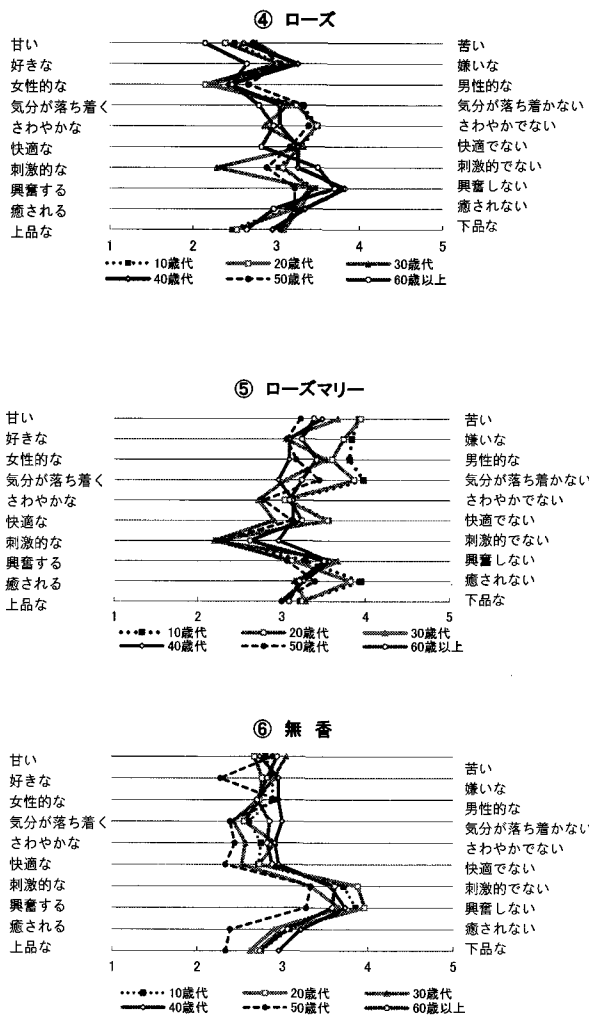 ④ ローズ
甘い 苦い
好きな 嫌いな
女性的な 男性的な
気分が落ち着く 気分が落ち着かない
さわやかな さわやかでない
快適な 快適でない
刺激的な 刺激的でない
興奮する 興奮しない
癒される 癒されない
上品な 下品な
1 2 3 4 5
10歳代 20歳代 30歳代
40歳代 50歳代 60歳以上
⑤ ローズマリー
甘い 苦い
好きな 嫌いな
女性的な 男性的な
気分が落ち着く 気分が落ち着かない
さわやかな さわやかでない
快適な 快適でない
刺激的な 刺激的でない
興奮する 興奮しない
癒される 癒されない
上品な 下品な
1 2 3 4 5
10歳代 20歳代 30歳代
40歳代 50歳代 60歳以上
⑥ 無 香
甘い 苦い
好きな 嫌いな
女性的な 男性的な
気分が落ち着く 気分が落ち着かない
さわやかな さわやかでない
快適な 快適でない
刺激的な 刺激的でない
興奮する 興奮しない
癒される 癒されない
上品な 下品な
1 2 3 4 5
10歳代 20歳代 30歳代
40歳代 50歳代 60歳以上